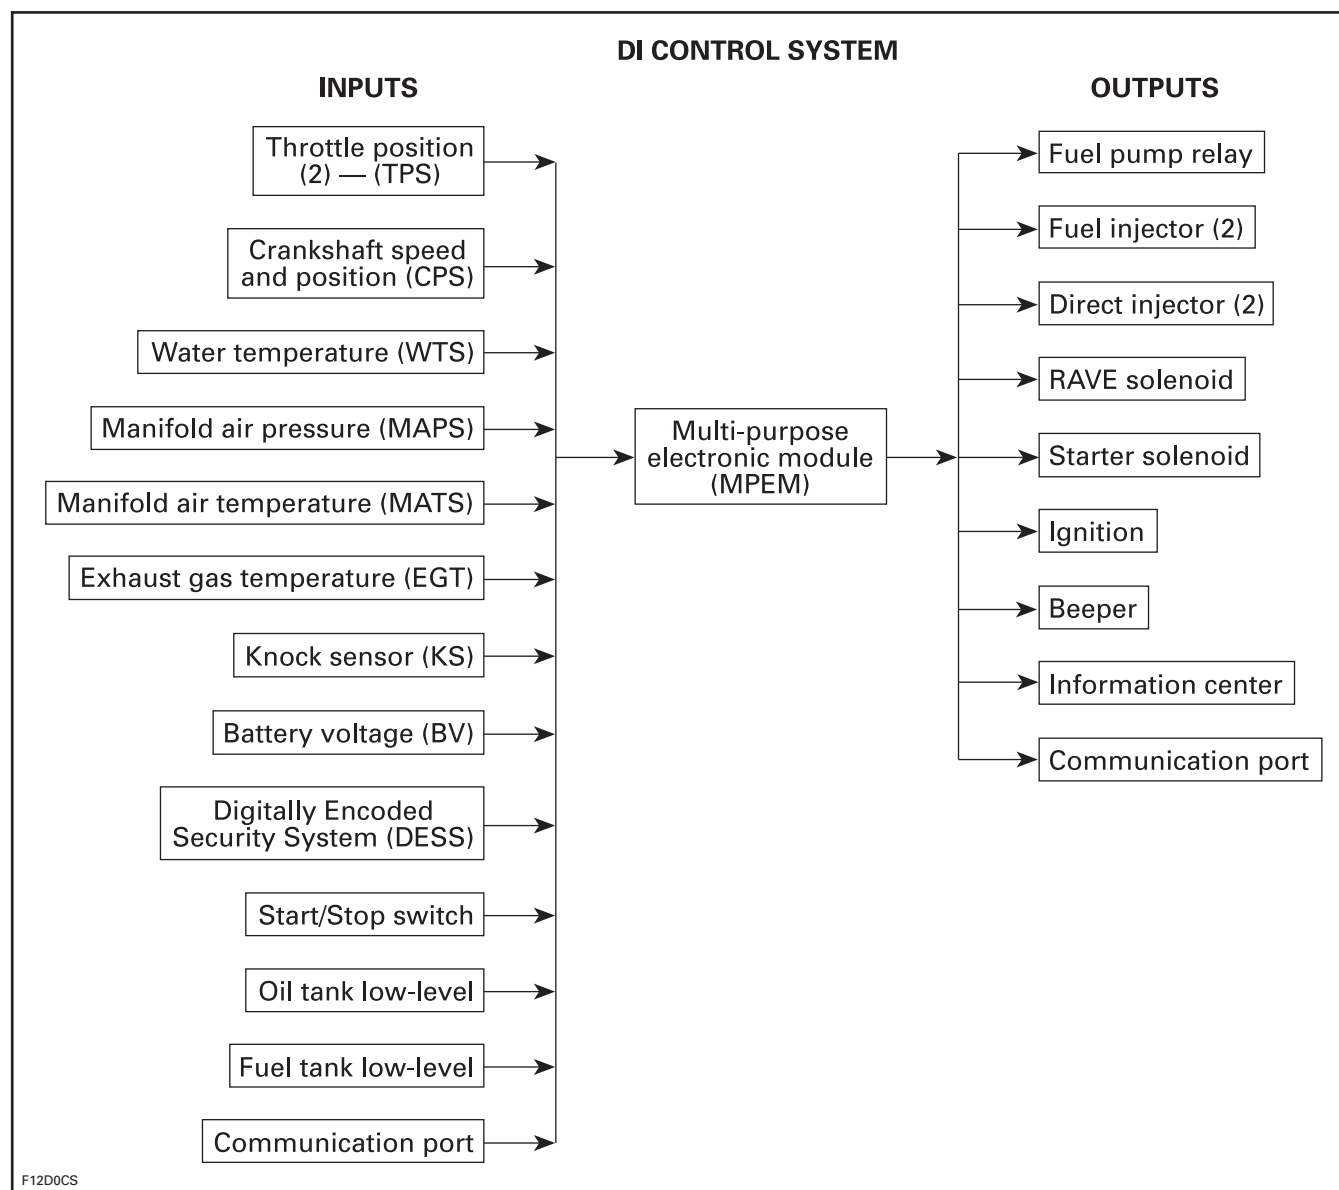 DI CONTROL SYSTEM
INPUTS
Throttle position
(2) — (TPS)
Crankshaft speed
and position (CPS)
Water temperature (WTS)
Manifold air pressure (MAPS)
Manifold air temperature (MATS)
Exhaust gas temperature (EGT)
Knock sensor (KS)
Battery voltage (BV)
Digitally Encoded
Security System (DESS)
Start/Stop switch
Oil tank low-level
Fuel tank low-level
Communication port
Multi-purpose
electronic module
(MPEM)
OUTPUTS
Fuel pump relay
Fuel injector (2)
Direct injector (2)
RAVE solenoid
Starter solenoid
Ignition
Beeper
Information center
Communication port
F12D0CS